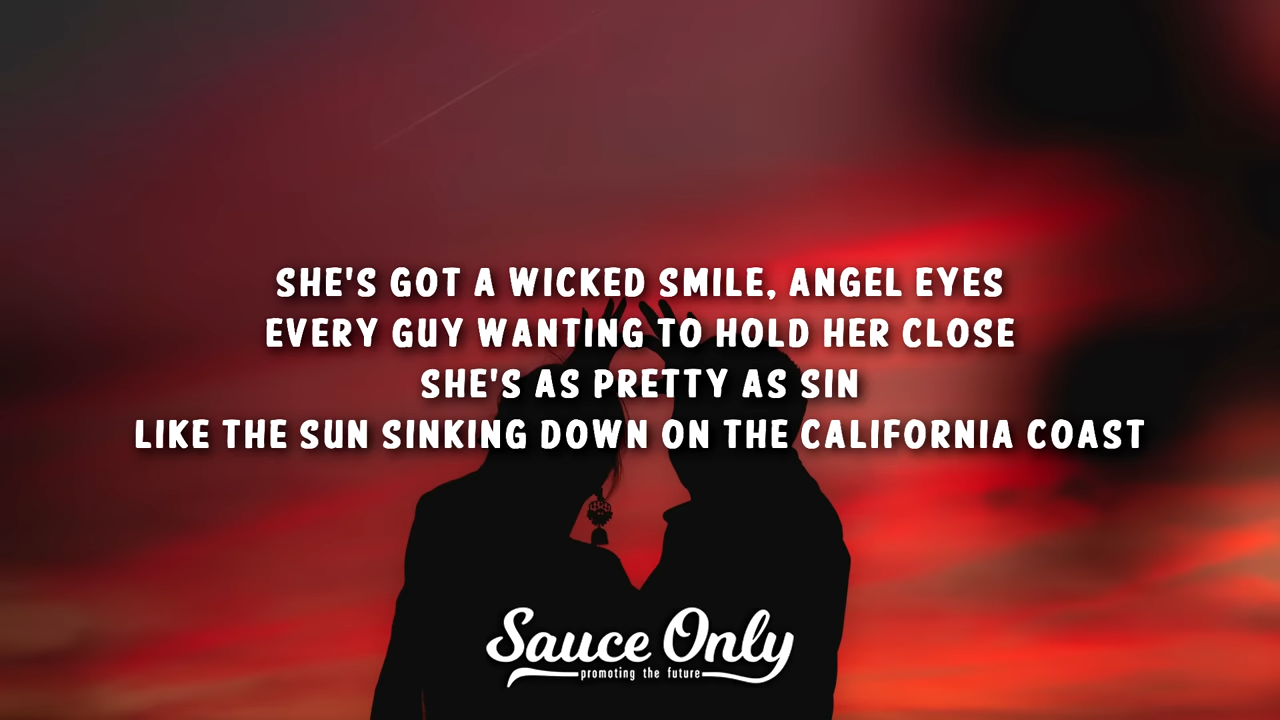 SHE'S GOT A WICKED SMILE, ANGEL EYES
EVERY GUY WANTING TO HOLD HER CLOSE
SHE'S AS PRETTY AS SIN
LIKE THE SUN SINKING DOWN ON THE CALIFORNIA COAST
Sauce Only
promoting the future